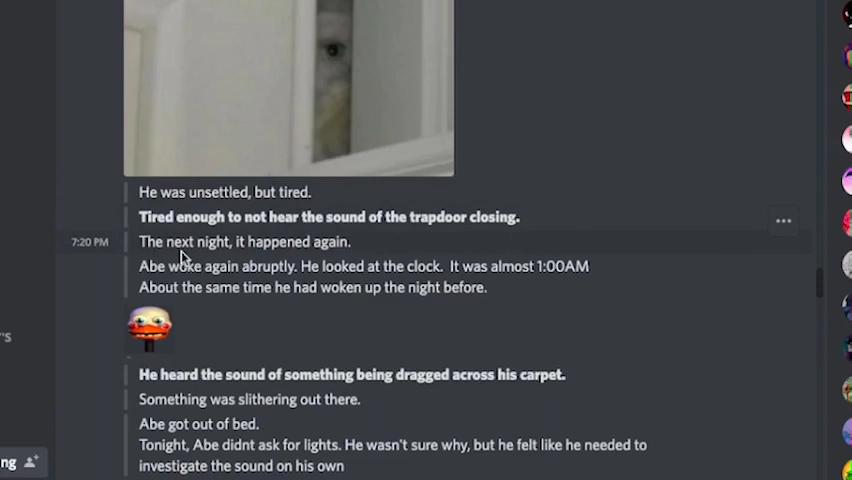 He was unsettled, but tired.
Tired enough to not hear the sound of the trapdoor closing.
7:20 PM
The next night, it happened again.
Abe woke again abruptly. He looked at the clock. It was almost 1:00AM
About the same time he had woken up the night before.
'S
He heard the sound of something being dragged across his carpet.
Something was slithering out there.
Abe got out of bed.
Tonight, Abe didnt ask for lights. He wasn't sure why, but he felt like he needed to
investigate the sound on his own
ng